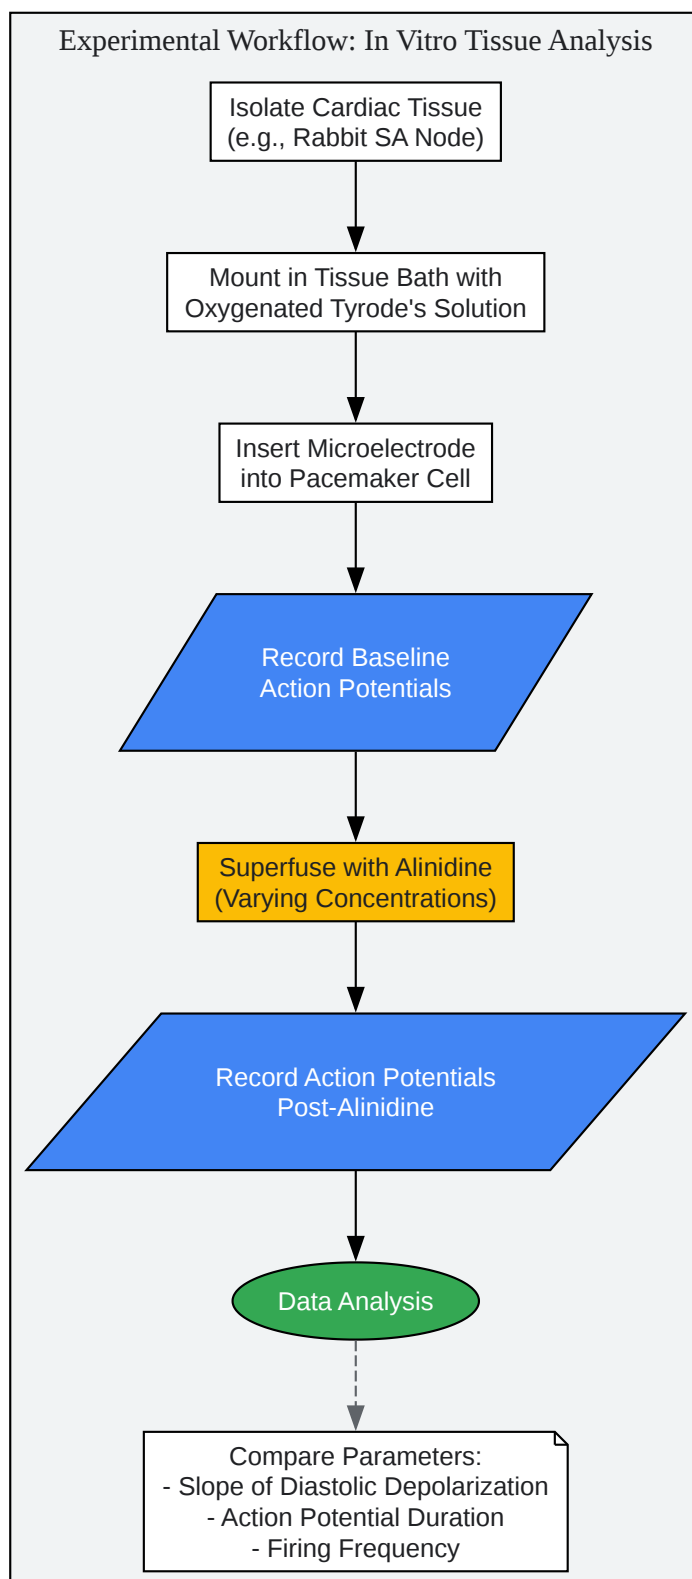 Experimental Workflow: In Vitro Tissue Analysis
Isolate Cardiac Tissue
(e.g., Rabbit SA Node)
Mount in Tissue Bath with
Oxygenated Tyrode's Solution
Insert Microelectrode
into Pacemaker Cell
Record Baseline
Action Potentials
Superfuse with Alinidine
(Varying Concentrations)
Record Action Potentials
Post-Alinidine
Data Analysis
Compare Parameters:
- Slope of Diastolic Depolarization
- Action Potential Duration
- Firing Frequency